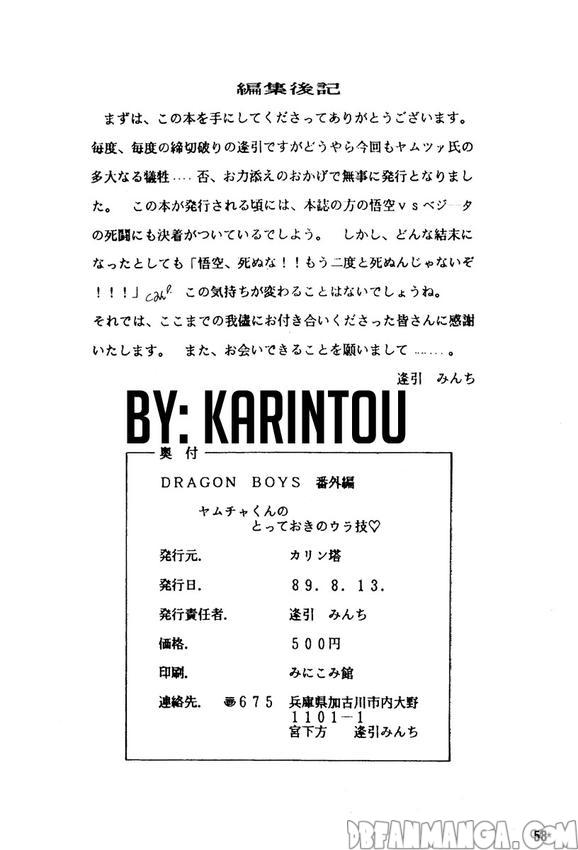 編集後記
まずは、この本を手にしてくださってありがとうございます。
毎度、毎度の締切破りの逢引ですがどうやら今回もヤムツァ氏の
多大なる犠牲‥‥否、お力添えのおかげで無事に発行となりまし
た。 この本が発行される頃には、本誌の方の悟空vsベジータ
の死闘にも決着がついているでしよう。 しかし、どんな結末に
なったとしても「悟空、死ぬな!!もう二度と死ぬんじゃないぞ
!!!」 この気持ちが変わることはないでしょうね。
それでは、ここまでの我儘にお付き合いくださった皆さんに感謝
いたします。 また、お会いできることを願いまして‥‥‥。
逢引 みんち
BY: KARINTOU
奥付
DRAGON BOYS 番外編
ヤムチャくんの
とっておきのウラ技♡
発行元. カリン塔
発行日. 89.8.13.
発行責任者. 逢引 みんち
価格. 500円
印刷. みにこみ館
連絡先. 〠675 兵庫県加古川市内大野
1101-1
宮下方 逢引みんち
58
DBFANMANGA.COM